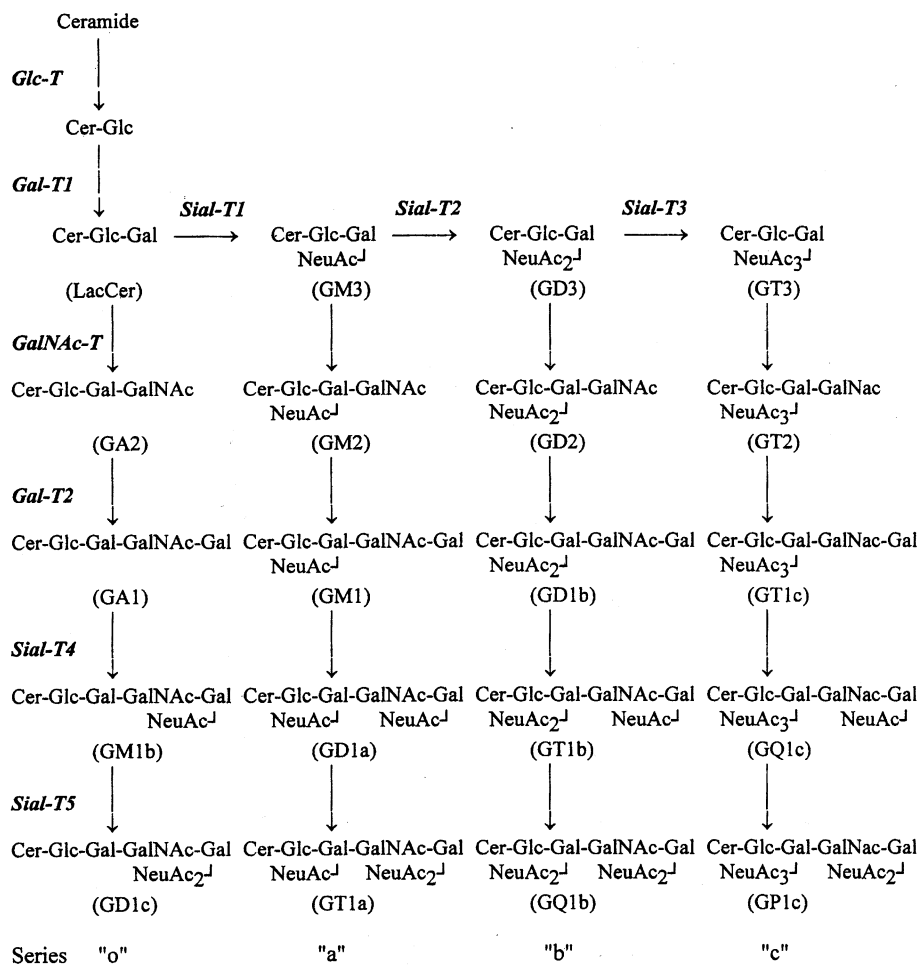 Ceramide
Glc-T
Cer-Glc
Gal-T1
Sial-T1 Sial-T2 Sial-T3
Cer-Glc-Gal Cer-Glc-Gal Cer-Glc-Gal Cer-Glc-Gal
NeuAc NeuAc2 NeuAc3
(LacCer) (GM3) (GD3) (GT3)
GalNAc-T
Cer-Glc-Gal-GalNAc Cer-Glc-Gal-GalNAc Cer-Glc-Gal-GalNAc Cer-Glc-Gal-GalNac
NeuAc NeuAc2 NeuAc3
(GA2) (GM2) (GD2) (GT2)
Gal-T2
Cer-Glc-Gal-GalNAc-Gal Cer-Glc-Gal-GalNAc-Gal Cer-Glc-Gal-GalNAc-Gal Cer-Glc-Gal-GalNac-Gal
NeuAc NeuAc2 NeuAc3
(GA1) (GM1) (GD1b) (GT1c)
Sial-T4
Cer-Glc-Gal-GalNAc-Gal Cer-Glc-Gal-GalNAc-Gal Cer-Glc-Gal-GalNAc-Gal Cer-Glc-Gal-GalNac-Gal
NeuAc NeuAc NeuAc NeuAc2 NeuAc NeuAc3 NeuAc
(GM1b) (GD1a) (GT1b) (GQ1c)
Sial-T5
Cer-Glc-Gal-GalNAc-Gal Cer-Glc-Gal-GalNAc-Gal Cer-Glc-Gal-GalNAc-Gal Cer-Glc-Gal-GalNac-Gal
NeuAc2 NeuAc NeuAc2 NeuAc2 NeuAc2 NeuAc3 NeuAc2
(GD1c) (GT1a) (GQ1b) (GP1c)
Series "o" "a" "b" "c"